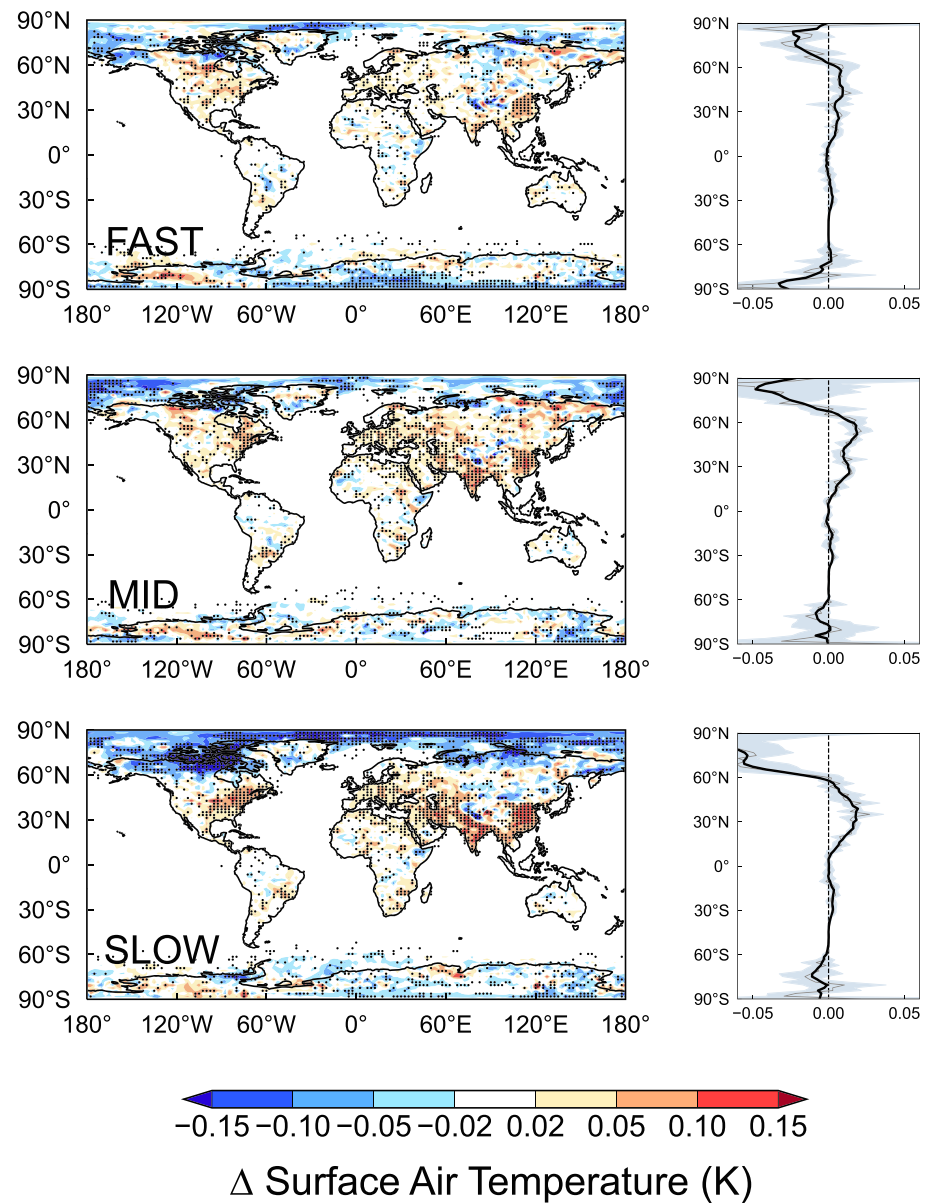 90°N
60°N
30°N
0°
30°S
60°S
90°S
FAST
180° 120°W 60°W 0° 60°E 120°E 180°
90°N
60°N
30°N
0°
30°S
60°S
90°S
−0.05 0.00 0.05
90°N
60°N
30°N
0°
30°S
60°S
90°S
MID
180° 120°W 60°W 0° 60°E 120°E 180°
90°N
60°N
30°N
0°
30°S
60°S
90°S
−0.05 0.00 0.05
90°N
60°N
30°N
0°
30°S
60°S
90°S
SLOW
180° 120°W 60°W 0° 60°E 120°E 180°
90°N
60°N
30°N
0°
30°S
60°S
90°S
−0.05 0.00 0.05
−0.15 −0.10 −0.05 −0.02 0.02 0.05 0.10 0.15
Δ Surface Air Temperature (K)